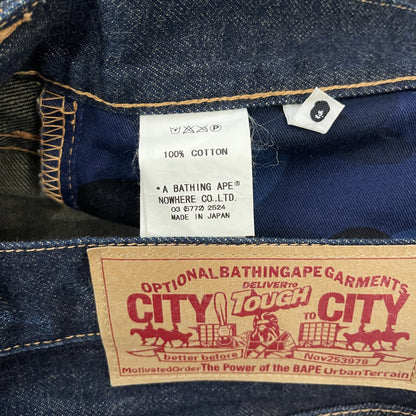 100% COTTON
"A BATHING APE®
NOWHERE CO.,LTD.
03 (5772) 2524
MADE IN JAPAN
OPTIONAL BATHINGAPE GARMENTS
DELIVER TO
CITY TOUGH TO CITY
better before Nov253978
MotivatedOrder The Power of the BAPE UrbanTerrain